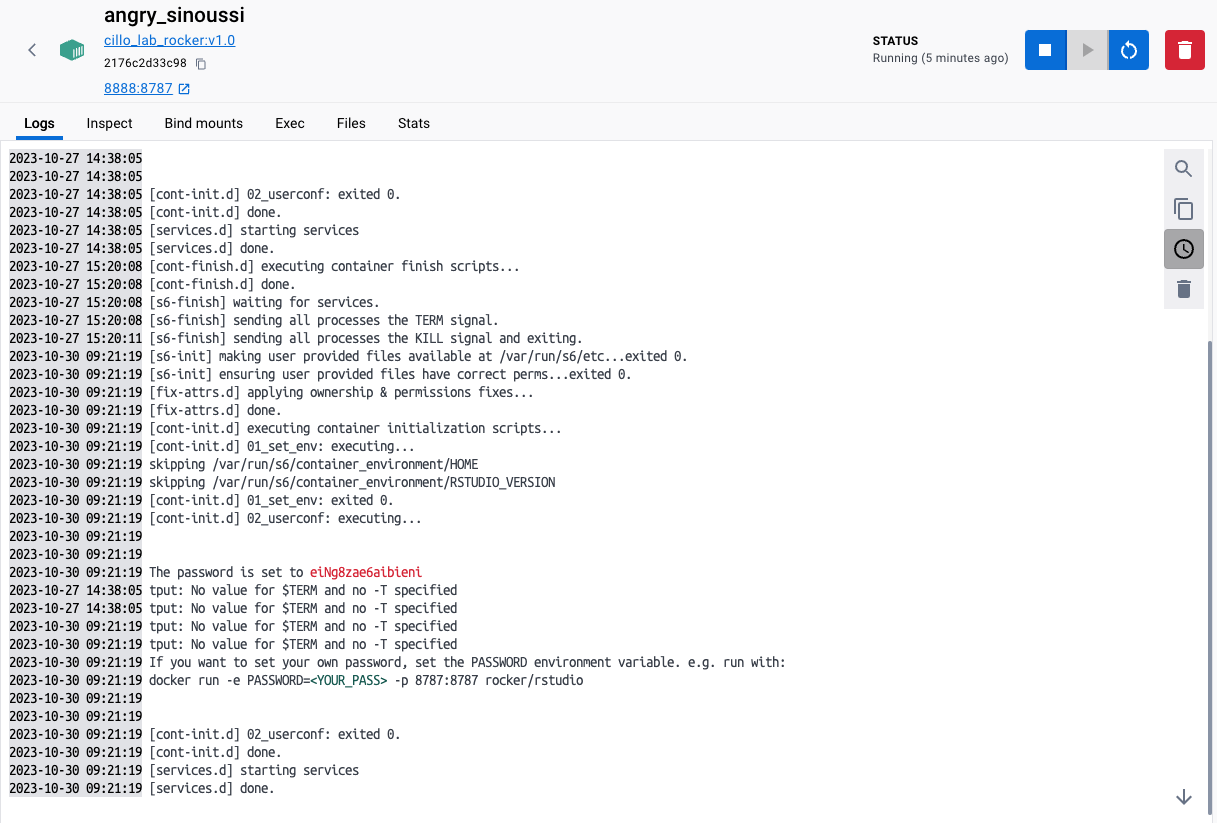 angry_sinoussi
cillo_lab_rocker:v1.0
2176c2d33c98
8888:8787
STATUS
Running (5 minutes ago)
Logs Inspect Bind mounts Exec Files Stats
2023-10-27 14:38:05
2023-10-27 14:38:05
2023-10-27 14:38:05 [cont-init.d] 02_userconf: exited 0.
2023-10-27 14:38:05 [cont-init.d] done.
2023-10-27 14:38:05 [services.d] starting services
2023-10-27 14:38:05 [services.d] done.
2023-10-27 15:20:08 [cont-finish.d] executing container finish scripts...
2023-10-27 15:20:08 [cont-finish.d] done.
2023-10-27 15:20:08 [s6-finish] waiting for services.
2023-10-27 15:20:08 [s6-finish] sending all processes the TERM signal.
2023-10-27 15:20:11 [s6-finish] sending all processes the KILL signal and exiting.
2023-10-30 09:21:19 [s6-init] making user provided files available at /var/run/s6/etc...exited 0.
2023-10-30 09:21:19 [s6-init] ensuring user provided files have correct perms...exited 0.
2023-10-30 09:21:19 [fix-attrs.d] applying ownership & permissions fixes...
2023-10-30 09:21:19 [fix-attrs.d] done.
2023-10-30 09:21:19 [cont-init.d] executing container initialization scripts...
2023-10-30 09:21:19 [cont-init.d] 01_set_env: executing...
2023-10-30 09:21:19 skipping /var/run/s6/container_environment/HOME
2023-10-30 09:21:19 skipping /var/run/s6/container_environment/RSTUDIO_VERSION
2023-10-30 09:21:19 [cont-init.d] 01_set_env: exited 0.
2023-10-30 09:21:19 [cont-init.d] 02_userconf: executing...
2023-10-30 09:21:19
2023-10-30 09:21:19
2023-10-30 09:21:19 The password is set to eiNg8zae6aibieni
2023-10-27 14:38:05 tput: No value for $TERM and no -T specified
2023-10-27 14:38:05 tput: No value for $TERM and no -T specified
2023-10-30 09:21:19 tput: No value for $TERM and no -T specified
2023-10-30 09:21:19 tput: No value for $TERM and no -T specified
2023-10-30 09:21:19 If you want to set your own password, set the PASSWORD environment variable. e.g. run with:
2023-10-30 09:21:19 docker run -e PASSWORD=<YOUR_PASS> -p 8787:8787 rocker/rstudio
2023-10-30 09:21:19
2023-10-30 09:21:19
2023-10-30 09:21:19 [cont-init.d] 02_userconf: exited 0.
2023-10-30 09:21:19 [cont-init.d] done.
2023-10-30 09:21:19 [services.d] starting services
2023-10-30 09:21:19 [services.d] done.